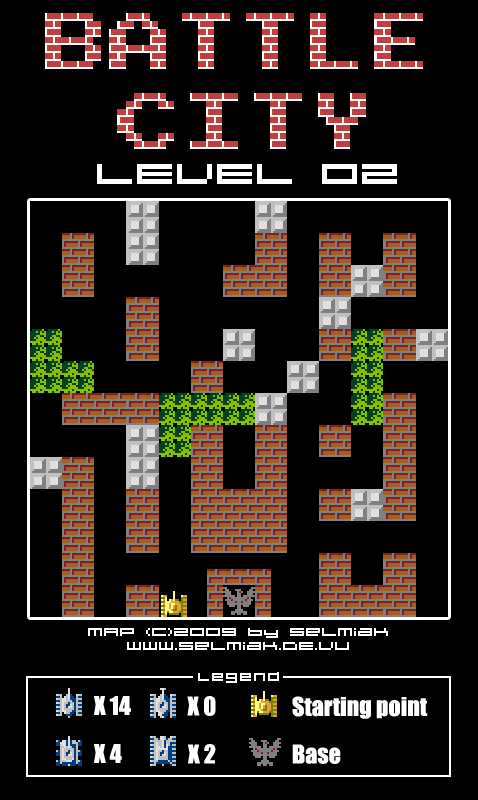 BATTLE
CITY
LEVEL 02
MAP (C)2009 by SELMIAK
WWW.SELMIAK.DE.VU
Legend
X 14 X 0 Starting point
X 4 X 2 Base